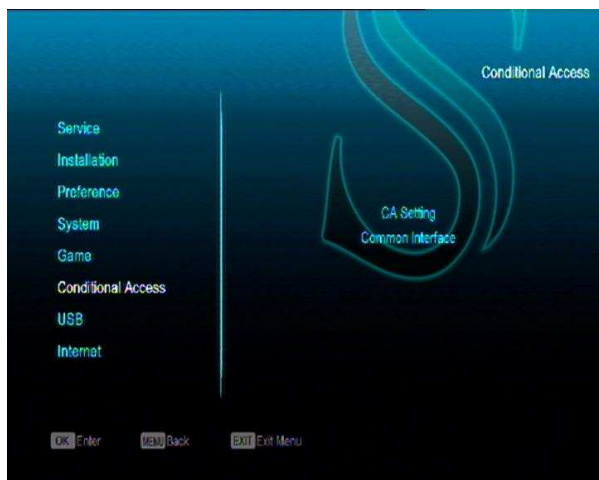 Conditional Access
Service
Installation
Preference
System
Game
Conditional Access
USB
Internet
CA Setting
Common Interface
OK Enter MENU Back EXIT Exit Menu